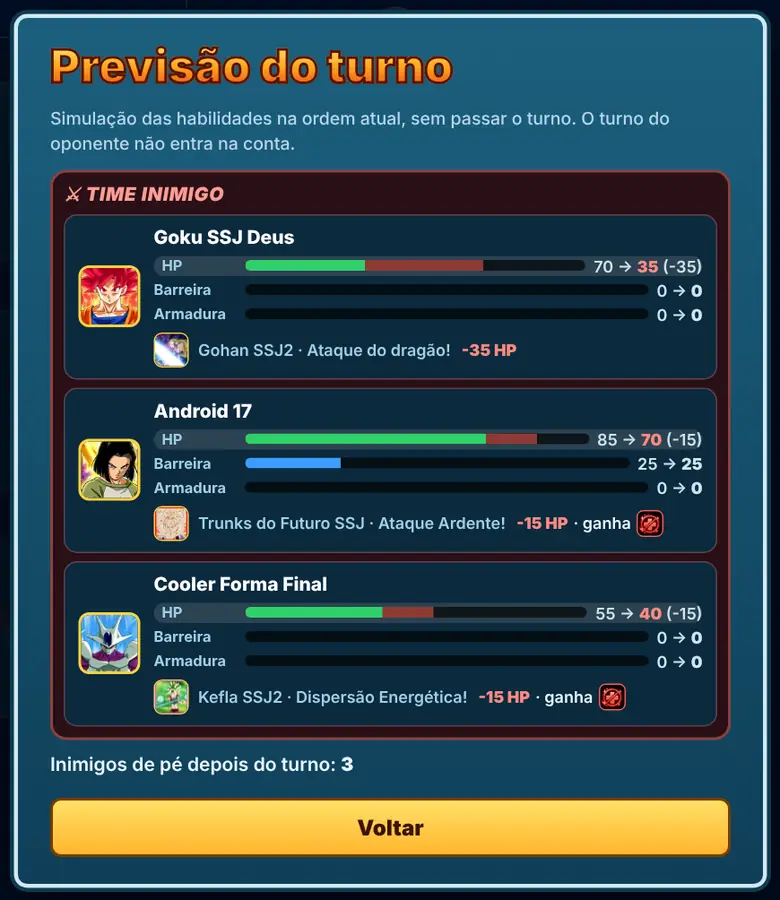 Previsão do turno
Simulação das habilidades na ordem atual, sem passar o turno. O turno do
oponente não entra na conta.
⚔ TIME INIMIGO
Goku SSJ Deus
HP 70 → 35 (-35)
Barreira 0 → 0
Armadura 0 → 0
Gohan SSJ2 · Ataque do dragão! -35 HP
Android 17
HP 85 → 70 (-15)
Barreira 25 → 25
Armadura 0 → 0
Trunks do Futuro SSJ · Ataque Ardente! -15 HP · ganha
Cooler Forma Final
HP 55 → 40 (-15)
Barreira 0 → 0
Armadura 0 → 0
Kefla SSJ2 · Dispersão Energética! -15 HP · ganha
Inimigos de pé depois do turno: 3
Voltar